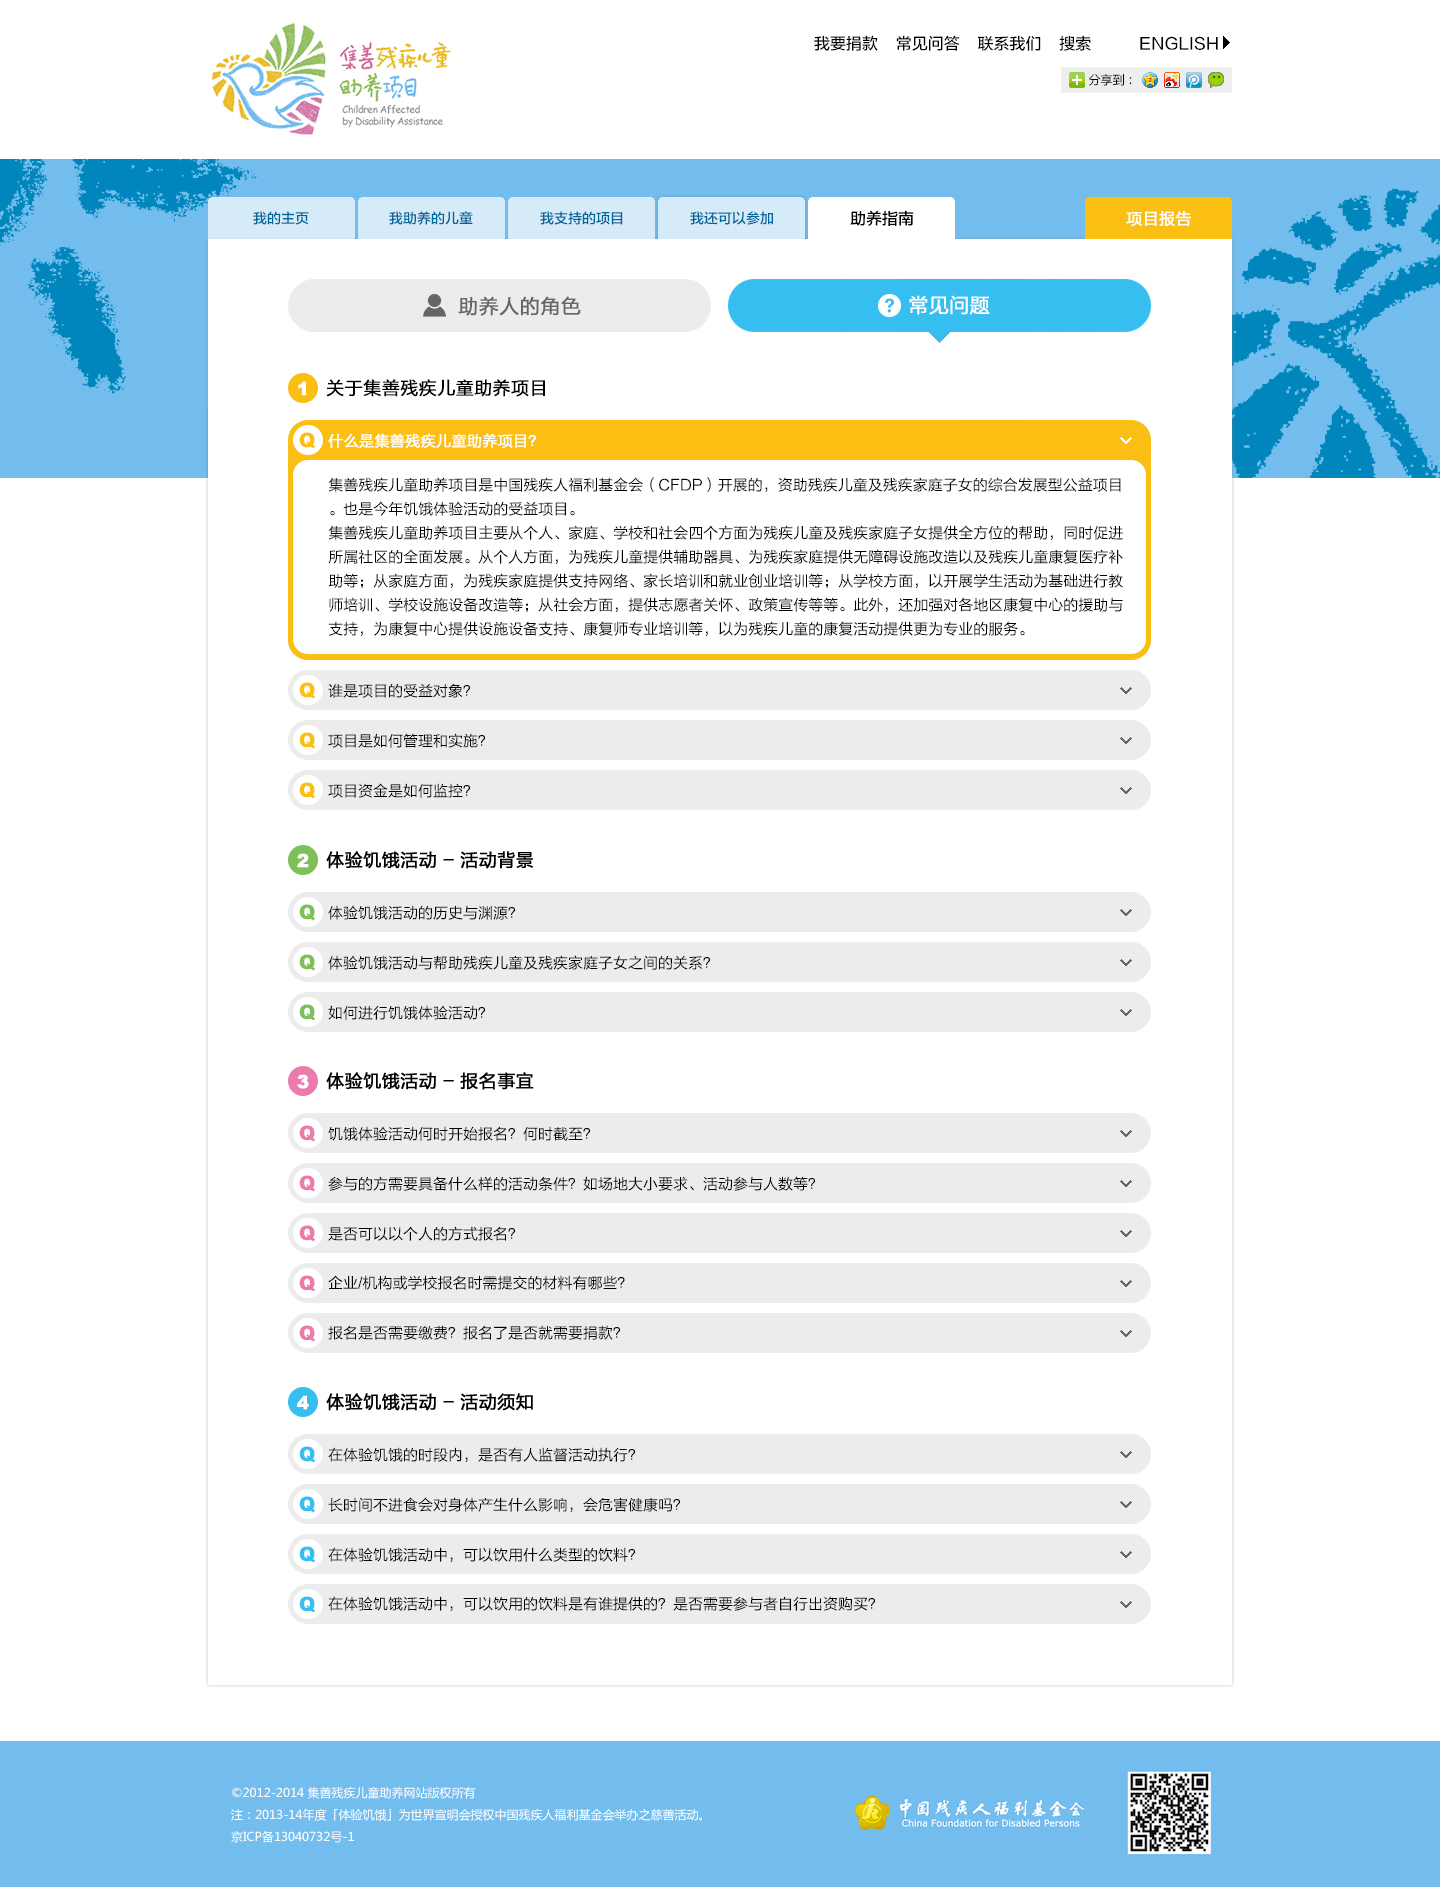 集善残疾儿童
助养项目
Children Affected
by Disability Assistance
我要捐款 常见问答 联系我们 搜索 ENGLISH
分享到：
我的主页 我助养的儿童 我支持的项目 我还可以参加 助养指南 项目报告
助养人的角色 ? 常见问题
1 关于集善残疾儿童助养项目
Q 什么是集善残疾儿童助养项目?
集善残疾儿童助养项目是中国残疾人福利基金会（CFDP）开展的，资助残疾儿童及残疾家庭子女的综合发展型公益项目
。也是今年饥饿体验活动的受益项目。
集善残疾儿童助养项目主要从个人、家庭、学校和社会四个方面为残疾儿童及残疾家庭子女提供全方位的帮助，同时促进
所属社区的全面发展。从个人方面，为残疾儿童提供辅助器具、为残疾家庭提供无障碍设施改造以及残疾儿童康复医疗补
助等；从家庭方面，为残疾家庭提供支持网络、家长培训和就业创业培训等；从学校方面，以开展学生活动为基础进行教
师培训、学校设施设备改造等；从社会方面，提供志愿者关怀、政策宣传等等。此外，还加强对各地区康复中心的援助与
支持，为康复中心提供设施设备支持、康复师专业培训等，以为残疾儿童的康复活动提供更为专业的服务。
Q 谁是项目的受益对象?
Q 项目是如何管理和实施?
Q 项目资金是如何监控?
2 体验饥饿活动 – 活动背景
Q 体验饥饿活动的历史与渊源?
Q 体验饥饿活动与帮助残疾儿童及残疾家庭子女之间的关系?
Q 如何进行饥饿体验活动?
3 体验饥饿活动 – 报名事宜
Q 饥饿体验活动何时开始报名？何时截至?
Q 参与的方需要具备什么样的活动条件？如场地大小要求、活动参与人数等?
Q 是否可以以个人的方式报名?
Q 企业/机构或学校报名时需提交的材料有哪些?
Q 报名是否需要缴费？报名了是否就需要捐款?
4 体验饥饿活动 – 活动须知
Q 在体验饥饿的时段内，是否有人监督活动执行?
Q 长时间不进食会对身体产生什么影响，会危害健康吗?
Q 在体验饥饿活动中，可以饮用什么类型的饮料?
Q 在体验饥饿活动中，可以饮用的饮料是有谁提供的？是否需要参与者自行出资购买?
©2012-2014 集善残疾儿童助养网站版权所有
注：2013-14年度「体验饥饿」为世界宣明会授权中国残疾人福利基金会举办之慈善活动。
京ICP备13040732号-1
中国残疾人福利基金会
China Foundation for Disabled Persons